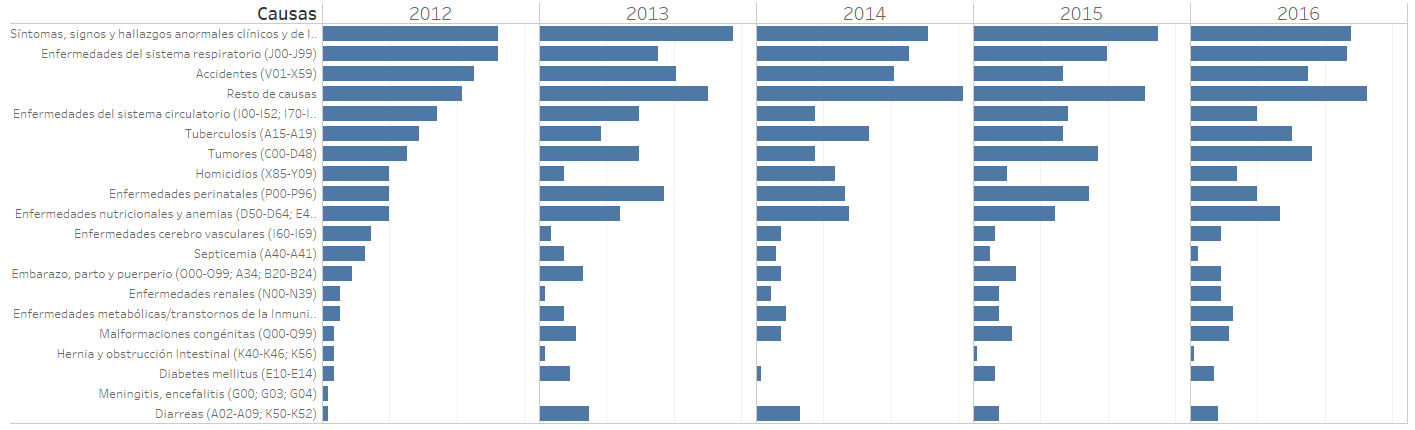 Causas 2012 2013 2014 2015 2016
Síntomas, signos y hallazgos anormales clínicos y de l..
Enfermedades del sistema respiratorio (J00-J99)
Accidentes (V01-X59)
Resto de causas
Enfermedades del sistema circulatorio (I00-I52; I70-I..
Tuberculosis (A15-A19)
Tumores (C00-D48)
Homicidios (X85-Y09)
Enfermedades perinatales (P00-P96)
Enfermedades nutricionales y anemias (D50-D64; E4..
Enfermedades cerebro vasculares (I60-I69)
Septicemia (A40-A41)
Embarazo, parto y puerperio (O00-O99; A34; B20-B24)
Enfermedades renales (N00-N39)
Enfermedades metabólicas/transtornos de la Inmuni..
Malformaciones congénitas (Q00-Q99)
Hernia y obstrucción Intestinal (K40-K46; K56)
Diabetes mellitus (E10-E14)
Meningitis, encefalitis (G00; G03; G04)
Diarreas (A02-A09; K50-K52)